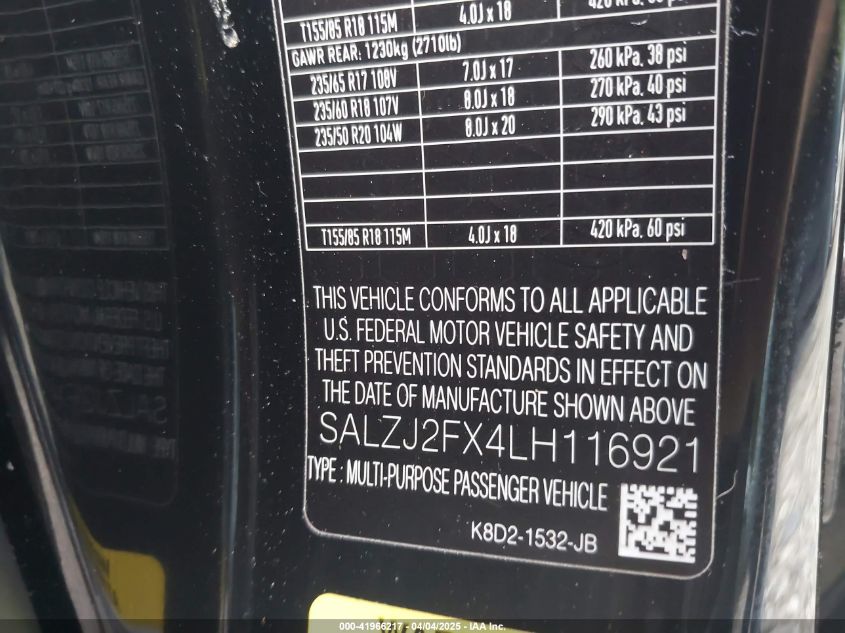 T155/85 R18 115M 4.0J x 18 420 kPa, 60 psi
GAWR REAR: 1230kg (2710lb)
235/65 R17 108V 7.0J x 17 260 kPa, 38 psi
235/60 R18 107V 8.0J x 18 270 kPa, 40 psi
235/50 R20 104W 8.0J x 20 290 kPa, 43 psi
T155/85 R18 115M 4.0J x 18 420 kPa, 60 psi
THIS VEHICLE CONFORMS TO ALL APPLICABLE
U.S. FEDERAL MOTOR VEHICLE SAFETY AND
THEFT PREVENTION STANDARDS IN EFFECT ON
THE DATE OF MANUFACTURE SHOWN ABOVE
SALZJ2FX4LH116921
TYPE : MULTI-PURPOSE PASSENGER VEHICLE
K8D2-1532-JB
000-41966217 - 04/04/2025 - IAA Inc.